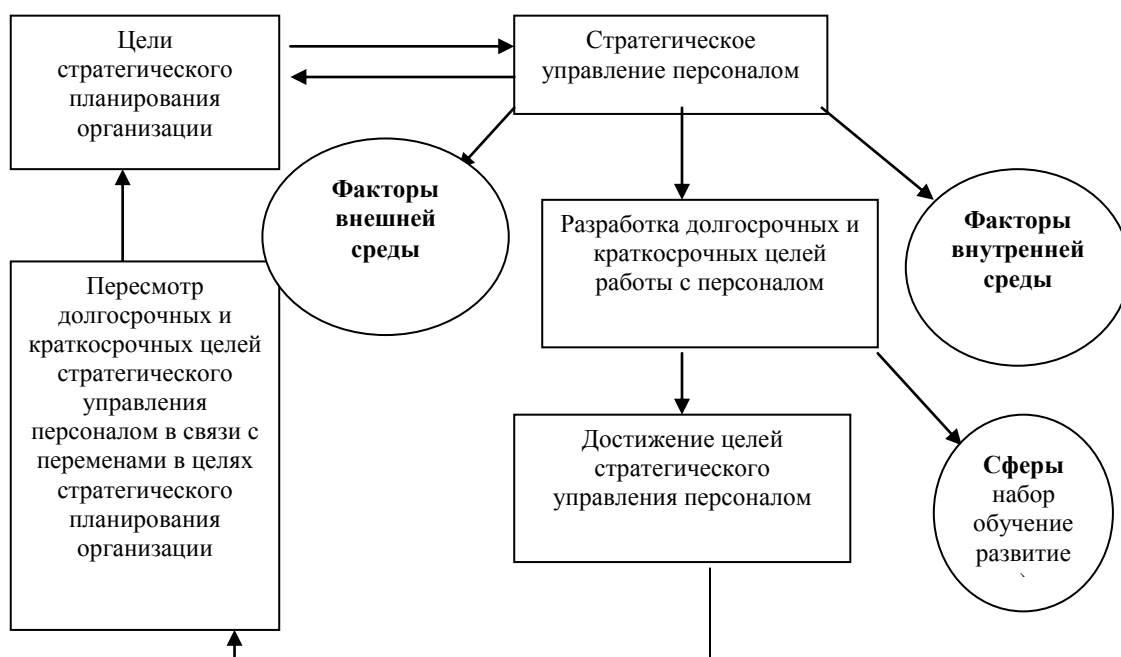 Цели
стратегического
планирования
организации
Стратегическое
управление персоналом
Факторы
внешней
среды
Разработка долгосрочных и
краткосрочных целей
работы с персоналом
Факторы
внутренней
среды
Пересмотр
долгосрочных и
краткосрочных целей
стратегического
управления
персоналом в связи с
переменами в целях
стратегического
планирования
организации
Достижение целей
стратегического
управления персоналом
Сферы
набор
обучение
развитие
`